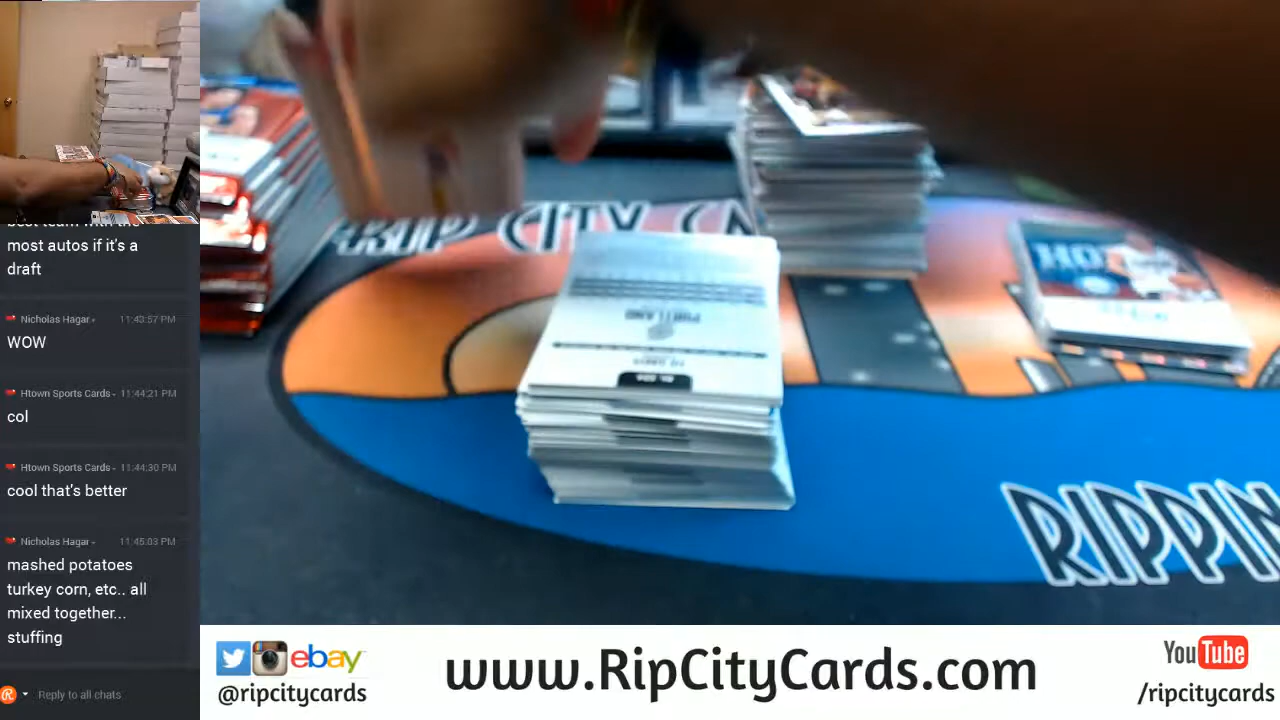 best team with the
most autos if it's a
draft
Nicholas Hagar 11:43:57 PM
WOW
Htown Sports Cards 11:44:21 PM
col
Htown Sports Cards 11:44:30 PM
cool that's better
Nicholas Hagar 11:45:03 PM
mashed potatoes
turkey corn, etc.. all
mixed together...
stuffing
Reply to all chats
RIP CITY CA
HO
PORTLAND
RIPPIN
ebay
@ripcitycards
www.RipCityCards.com
YouTube
/ripcitycards